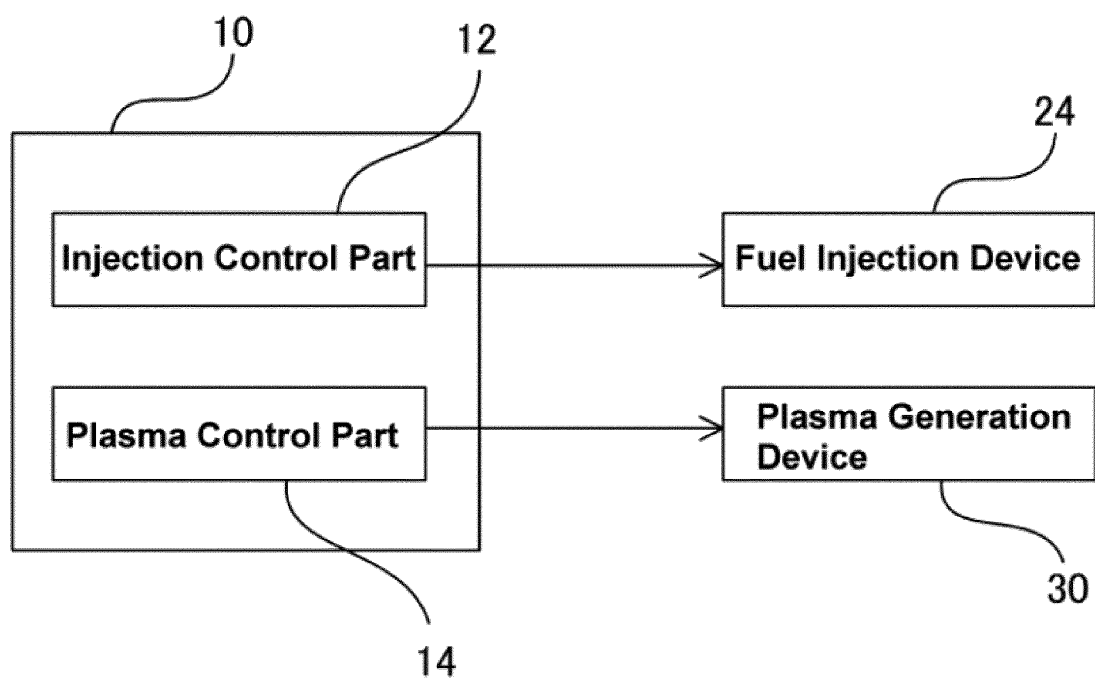 10
12
24
Injection Control Part
Fuel Injection Device
Plasma Control Part
Plasma Generation
Device
30
14